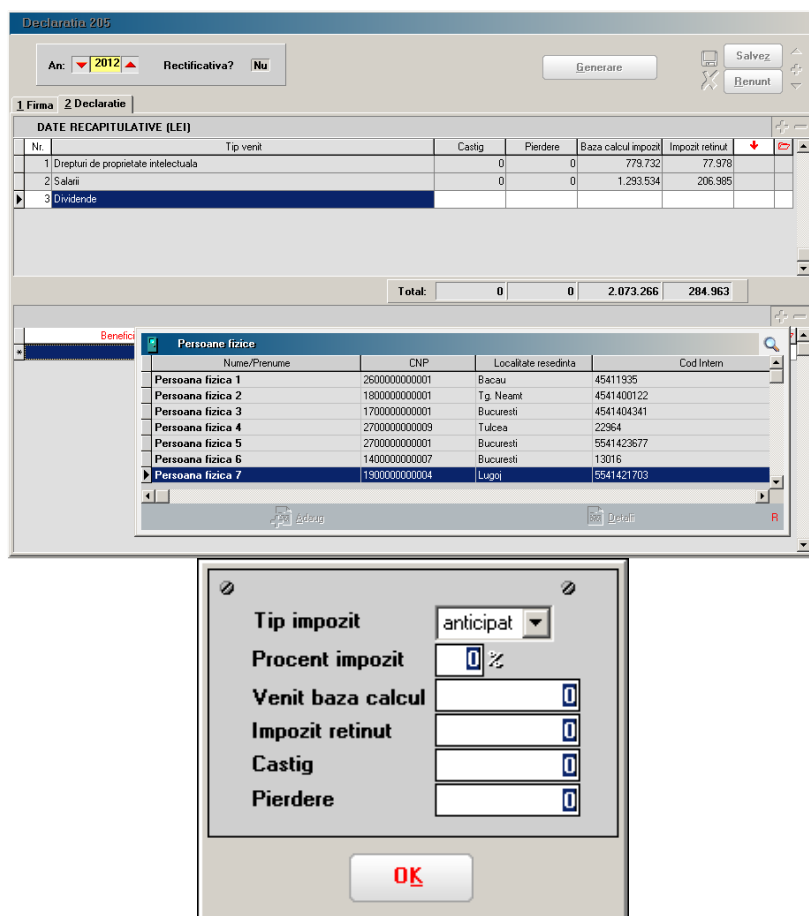 Declaratia 205
An: 2012 Rectificativa? Nu
Generare
Salvez
Renunt
1 Firma 2 Declaratie
DATE RECAPITULATIVE (LEI)
Nr. Tip venit Castig Pierdere Baza calcul impozit Impozit retinut
1 Drepturi de proprietate intelectuala 0 0 779.732 77.978
2 Salarii 0 0 1.293.534 206.985
3 Dividende
Total: 0 0 2.073.266 284.963
Benefici
Persoane fizice
Nume/Prenume CNP Localitate resedinta Cod Intern
Persoana fizica 1 2600000000001 Bacau 45411935
Persoana fizica 2 1800000000001 Tg. Neamt 4541400122
Persoana fizica 3 1700000000001 Bucuresti 4541404341
Persoana fizica 4 2700000000009 Tulcea 22964
Persoana fizica 5 2700000000001 Bucuresti 5541423677
Persoana fizica 6 1400000000007 Bucuresti 13016
Persoana fizica 7 1900000000004 Lugoj 5541421703
Adaug Detalii R
Tip impozit anticipat
Procent impozit 0 %
Venit baza calcul 0
Impozit retinut 0
Castig 0
Pierdere 0
OK